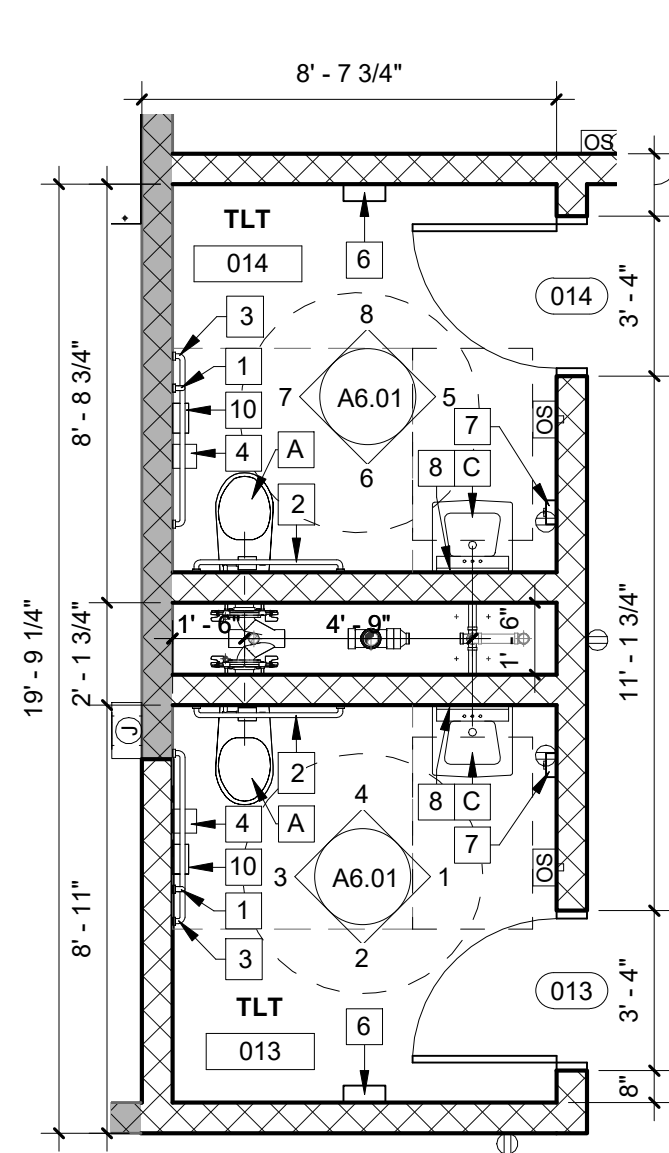 8' - 7 3/4"
OS
TLT
014
6
014
3' - 4"
3
8
1
A6.01
7
5
10
7
OS
8' - 8 3/4"
4
A
6
8 C
2
1' - 6"
4' - 9"
1' - 6"
19' - 9 1/4"
2' - 1 3/4"
11' - 1 3/4"
J
2
4
A
8 C
7
4
10
3
A6.01
1
OS
1
8' - 11"
3
2
TLT
013
6
013
3' - 4"
8"